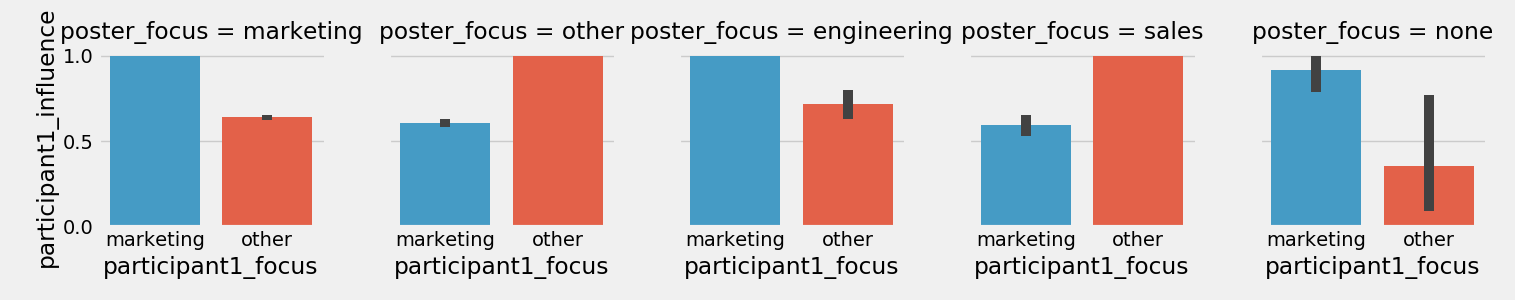 poster_focus = marketing
poster_focus = other
poster_focus = engineering
poster_focus = sales
poster_focus = none
participant1_influence
1.0
0.5
0.0
marketing other
marketing other
marketing other
marketing other
marketing other
participant1_focus
participant1_focus
participant1_focus
participant1_focus
participant1_focus